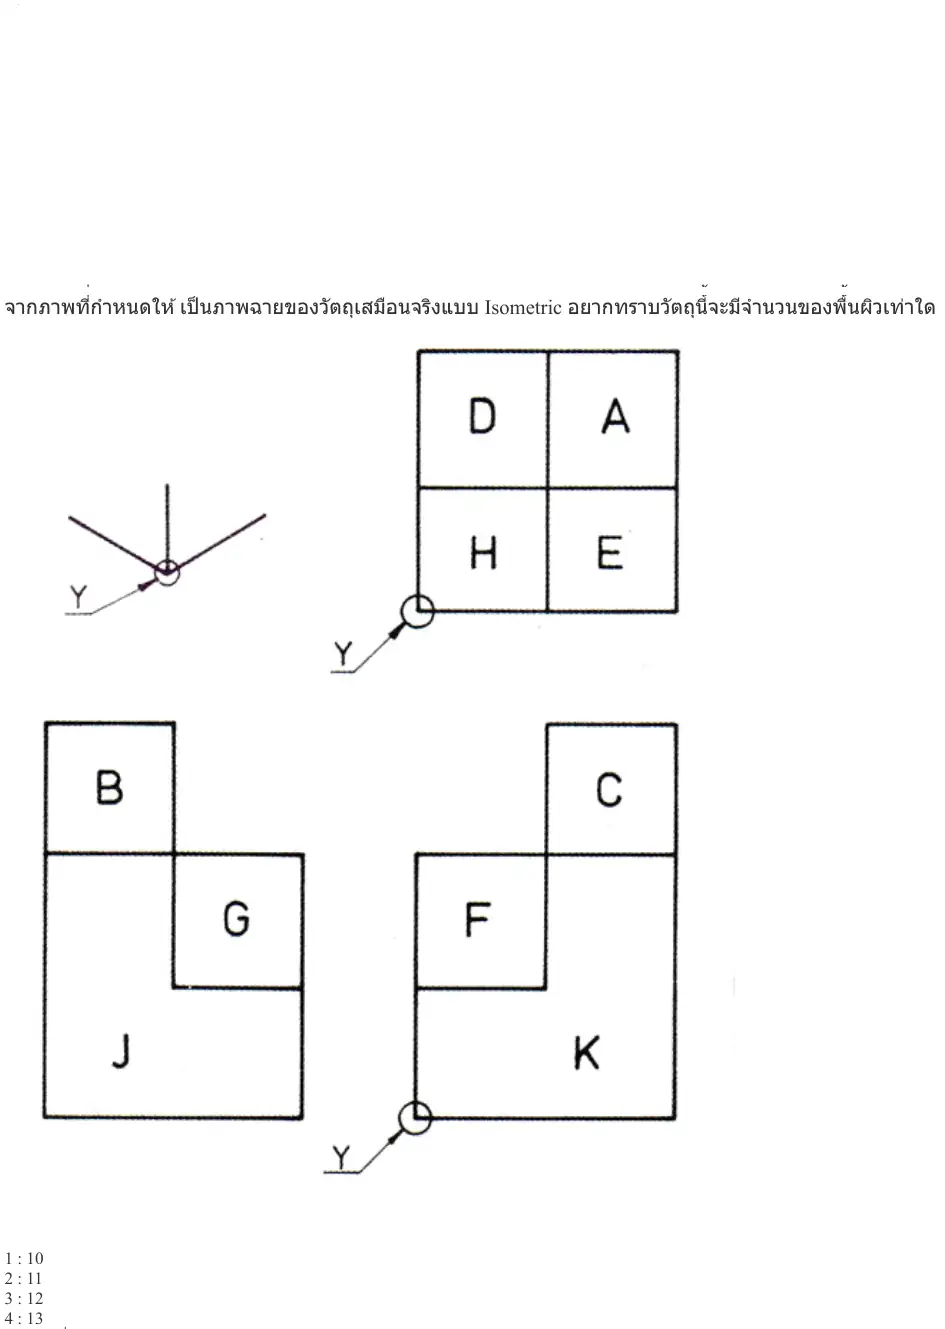 จากภาพที่กำหนดให้ เป็นภาพฉายของวัตถุเสมือนจริงแบบ Isometric อยากทราบวัตถุนี้จะมีจำนวนของพื้นผิวเท่าใด
D A
H E
Y
Y
B C
G F
J K
Y
1 : 10
2 : 11
3 : 12
4 : 13